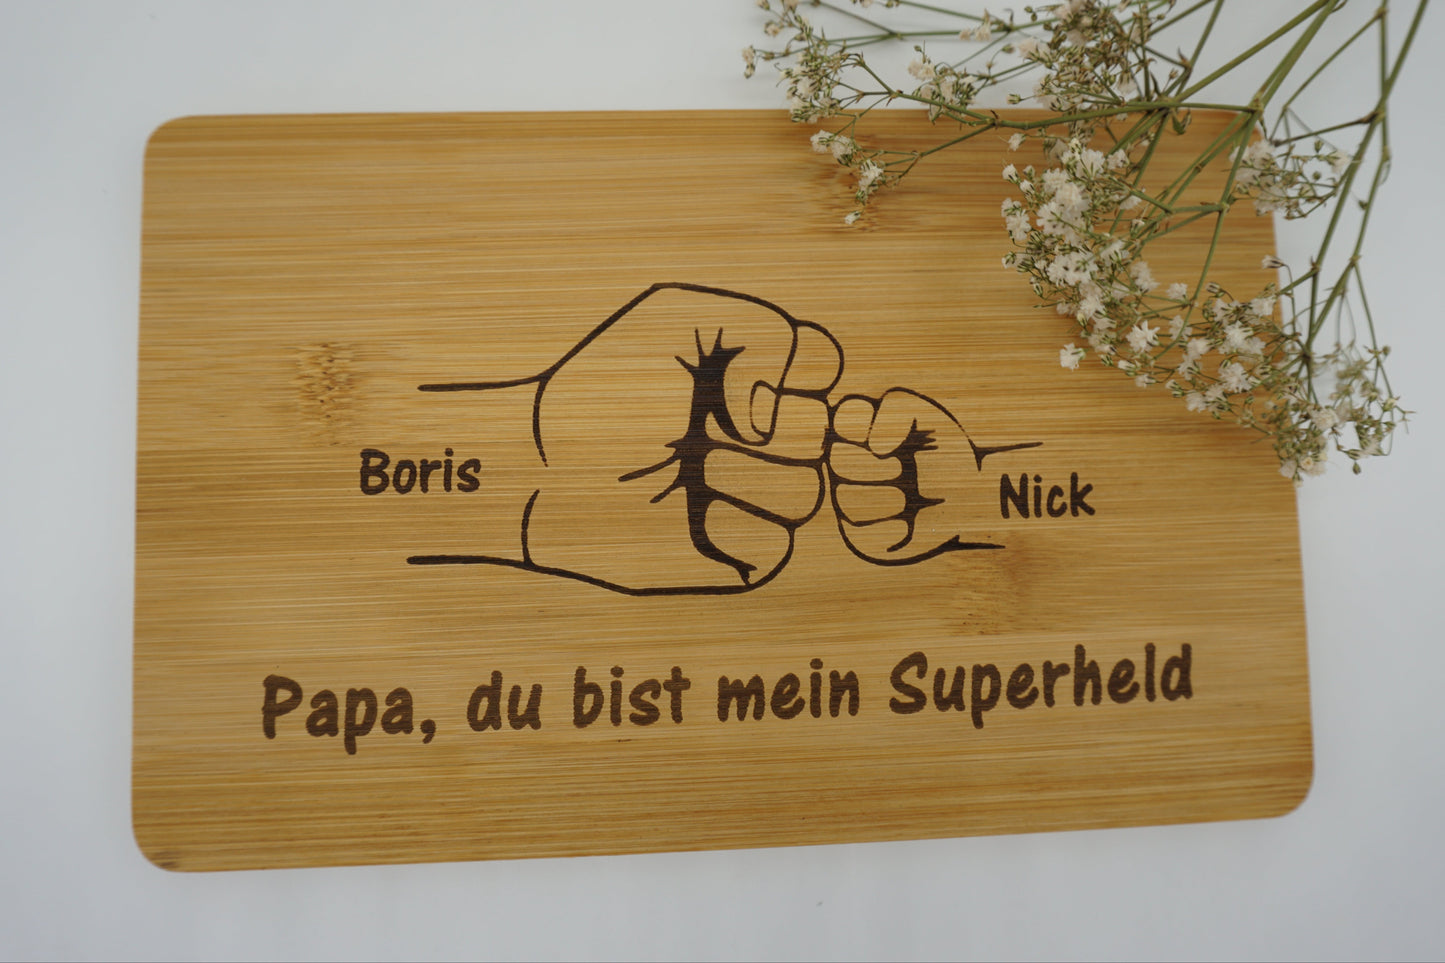 Boris
Nick
Papa, du bist mein Superheld